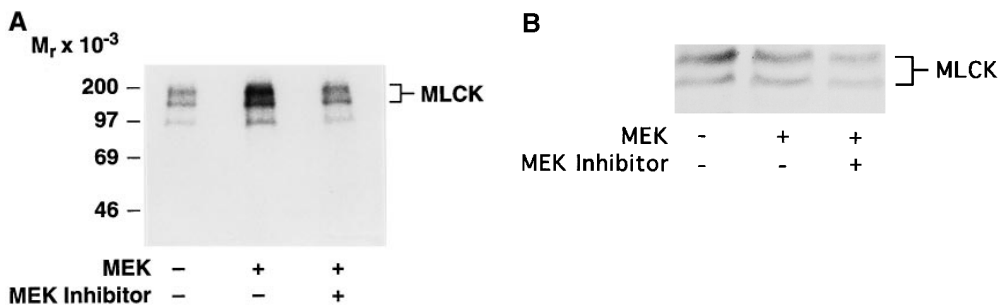 A
Mr x 10-3
200 –
MLCK
97 –
69 –
46 –
MEK – + +
MEK Inhibitor – – +
B
MLCK
MEK - + +
MEK Inhibitor - - +